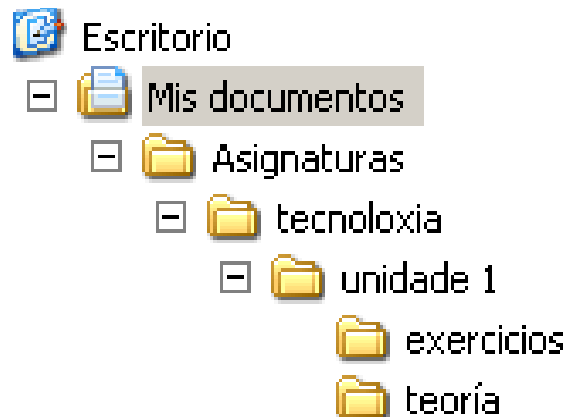 Escritorio
Mis documentos
Asignaturas
tecnoloxia
unidade 1
exercicios
teoría